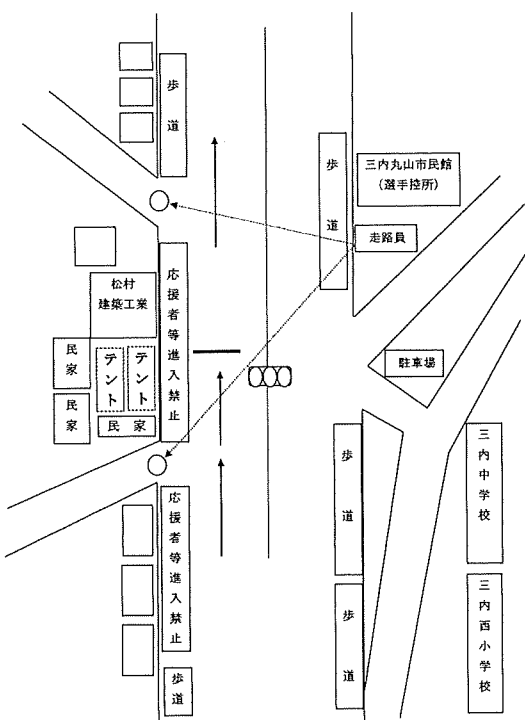 歩道
歩道
三内丸山市民館
(選手控所)
走路員
応援者等進入禁止
松村
建築工業
民家
テント
テント
駐車場
民家
民家
歩道
三内中学校
応援者等進入禁止
歩道
三内西小学校
歩道